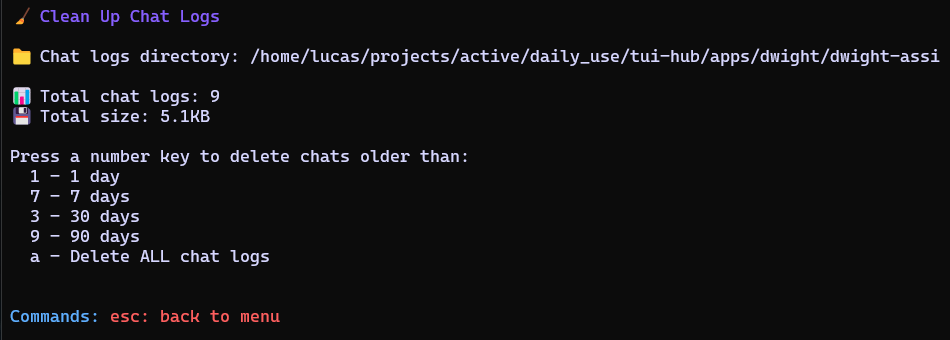 🧹 Clean Up Chat Logs
📁 Chat logs directory: /home/lucas/projects/active/daily_use/tui-hub/apps/dwight/dwight-assi
📊 Total chat logs: 9
💾 Total size: 5.1KB
Press a number key to delete chats older than:
1 - 1 day
7 - 7 days
3 - 30 days
9 - 90 days
a - Delete ALL chat logs
Commands: esc: back to menu